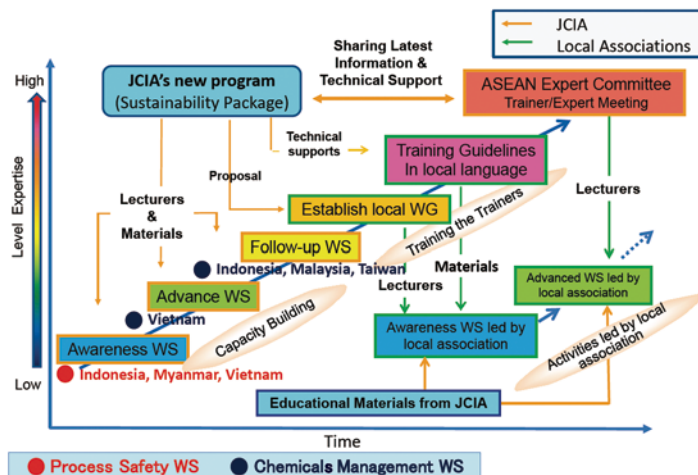 JCIA
Local Associations
Sharing Latest
Information &
Technical Support
High
JCIA's new program
(Sustainability Package)
ASEAN Expert Committee
Trainer/Expert Meeting
Technical
supports
Training Guidelines
In local language
Proposal
Lecturers
&
Materials
Lecturers
Level Expertise
Establish local WG
Training the Trainers
Follow-up WS
Indonesia, Malaysia, Taiwan
Lecturers
Materials
Advance WS
Advanced WS led by
local association
Vietnam
Capacity Building
Awareness WS
Awareness WS led by
local association
Activities led by local
association
Low
Indonesia, Myanmar, Vietnam
Educational Materials from JCIA
Time
Process Safety WS
Chemicals Management WS